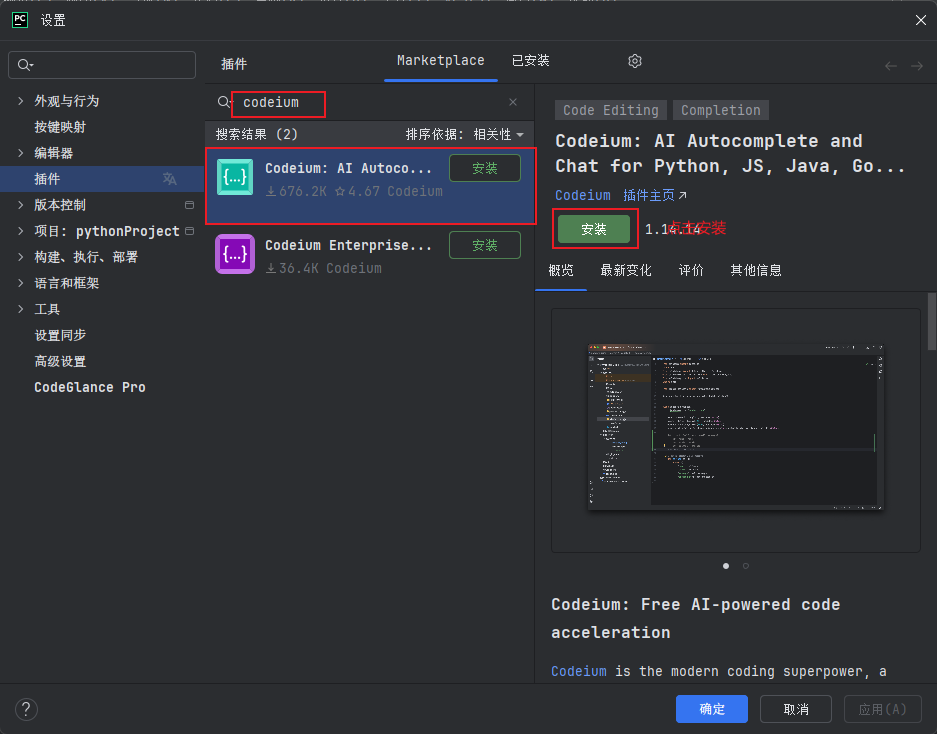 PC 设置
插件
Marketplace 已安装
外观与行为
按键映射
编辑器
插件
版本控制
项目: pythonProject
构建、执行、部署
语言和框架
工具
设置同步
高级设置
CodeGlance Pro
codeium
搜索结果 (2) 排序依据: 相关性
{...} Codeium: AI Autoco... 安装
676.2K 4.67 Codeium
{...} Codeium Enterprise... 安装
36.4K Codeium
Code Editing Completion
Codeium: AI Autocomplete and
Chat for Python, JS, Java, Go...
Codeium 插件主页
安装 1.14.14 点击安装
概览 最新变化 评价 其他信息
Codeium: Free AI-powered code
acceleration
Codeium is the modern coding superpower, a
? 确定 取消 应用(A)